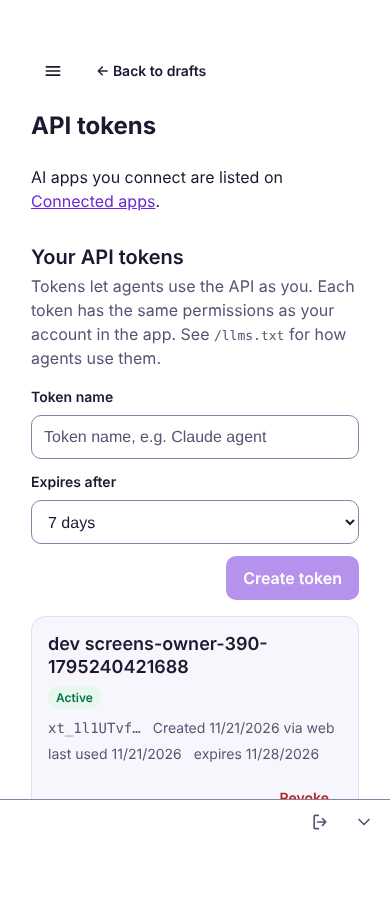 ← Back to drafts
API tokens
AI apps you connect are listed on
Connected apps.
Your API tokens
Tokens let agents use the API as you. Each
token has the same permissions as your
account in the app. See /llms.txt for how
agents use them.
Token name
Token name, e.g. Claude agent
Expires after
7 days
Create token
dev screens-owner-390-
1795240421688
Active
xt_1l1UTvf… Created 11/21/2026 via web
last used 11/21/2026 expires 11/28/2026
Revoke